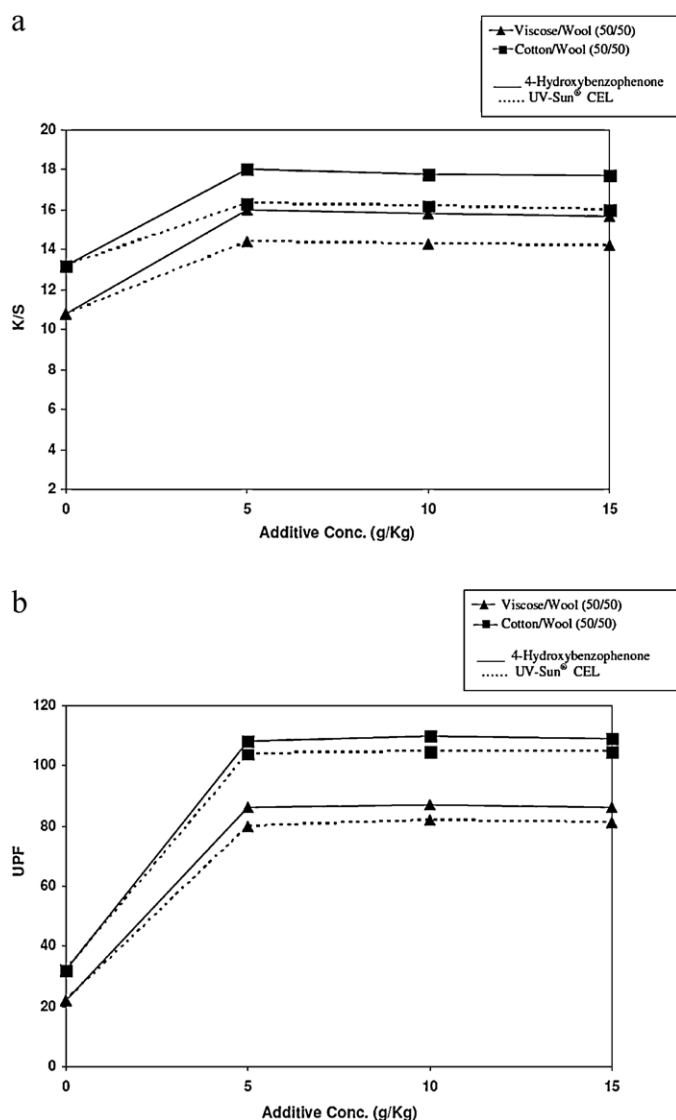 a
Viscose/Wool (50/50)
Cotton/Wool (50/50)
4-Hydroxybenzophenone
UV-Sun® CEL
20
18
16
14
12
10
8
6
4
2
K/S
0 5 10 15
Additive Conc. (g/Kg)
b
Viscose/Wool (50/50)
Cotton/Wool (50/50)
4-Hydroxybenzophenone
UV-Sun® CEL
120
100
80
60
40
20
0
UPF
0 5 10 15
Additive Conc. (g/Kg)